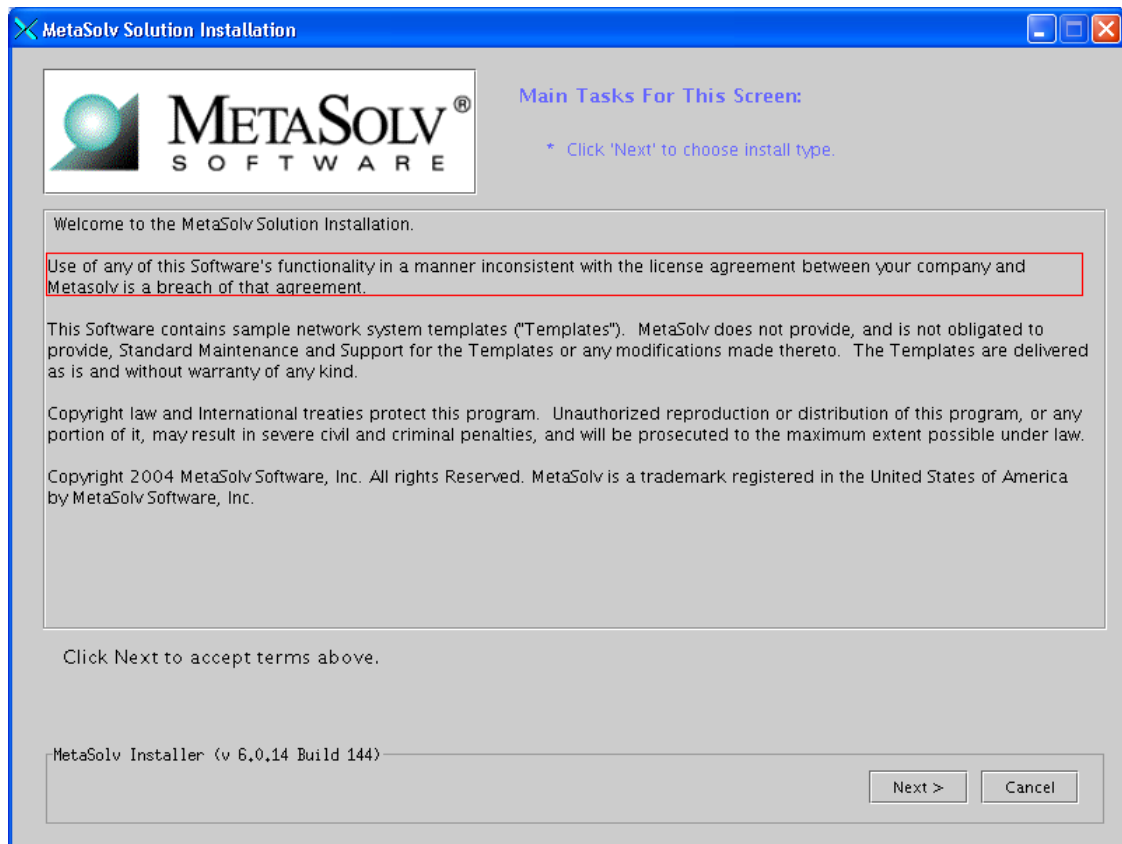 MetaSolv Solution Installation
METASOLV®
SOFTWARE
Main Tasks For This Screen:
* Click 'Next' to choose install type.
Welcome to the MetaSolv Solution Installation.
Use of any of this Software's functionality in a manner inconsistent with the license agreement between your company and
Metasolv is a breach of that agreement.
This Software contains sample network system templates ("Templates").  MetaSolv does not provide, and is not obligated to
provide, Standard Maintenance and Support for the Templates or any modifications made thereto.  The Templates are delivered
as is and without warranty of any kind.
Copyright law and International treaties protect this program.  Unauthorized reproduction or distribution of this program, or any
portion of it, may result in severe civil and criminal penalties, and will be prosecuted to the maximum extent possible under law.
Copyright 2004 MetaSolv Software, Inc. All rights Reserved. MetaSolv is a trademark registered in the United States of America
by MetaSolv Software, Inc.
Click Next to accept terms above.
MetaSolv Installer (v 6.0.14 Build 144)
Next >
Cancel